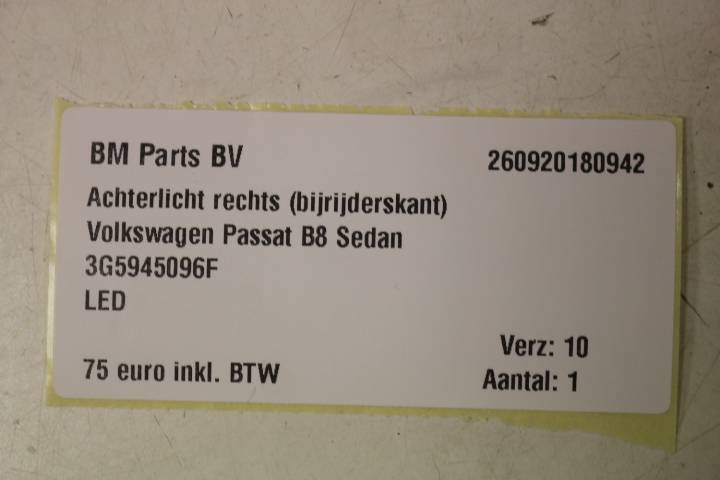 BM Parts BV 260920180942
Achterlicht rechts (bijrijderskant)
Volkswagen Passat B8 Sedan
3G5945096F
LED
Verz: 10
75 euro inkl. BTW Aantal: 1